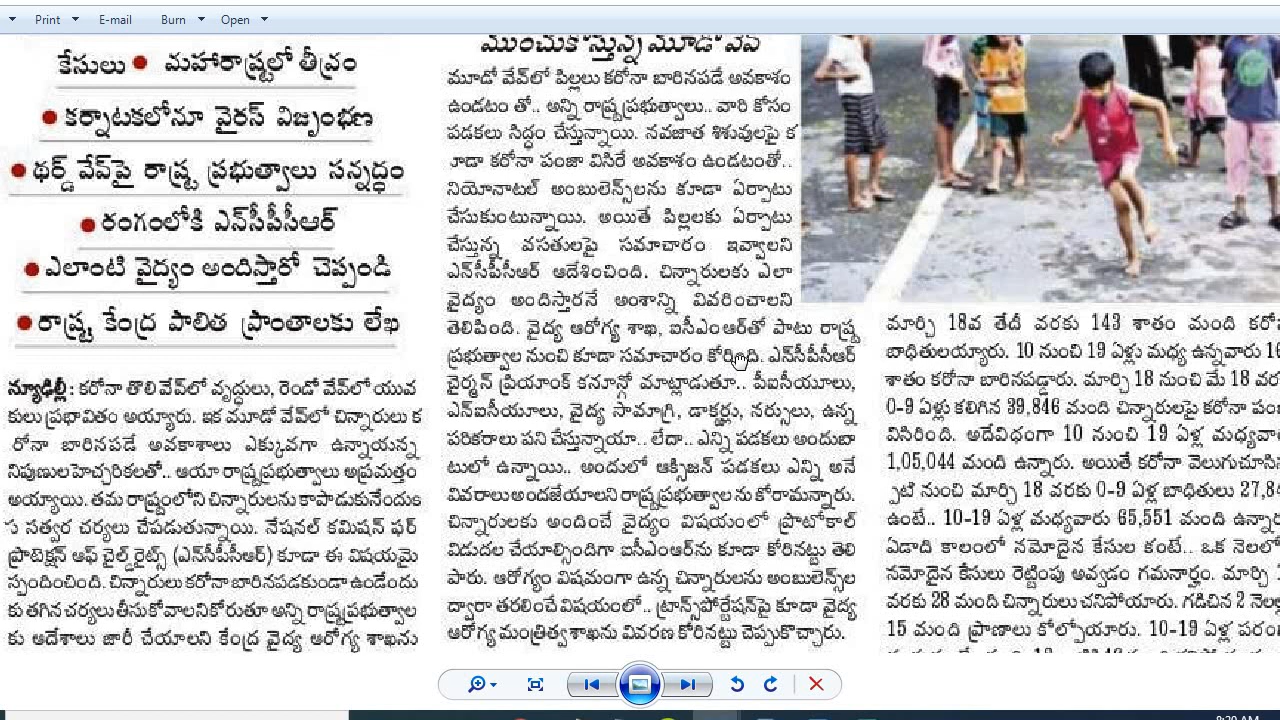 Print
E-mail
Burn
Open
కేసులు ● మహారాష్ట్రలో తీవ్రం
● కర్నాటకలోనూ వైరస్ విజృంభణ
● థర్డ్ వేవ్‌పై రాష్ట్ర ప్రభుత్వాలు సన్నద్ధం
● రంగంలోకి ఎన్‌సీపీసీఆర్
● ఎలాంటి వైద్యం అందిస్తారో చెప్పండి
● రాష్ట్ర, కేంద్ర పాలిత ప్రాంతాలకు లేఖ
న్యూఢిల్లీ: కరోనా తొలి వేవ్‌లో వృద్ధులు, రెండో వేవ్‌లో యువ
కులు ప్రభావితం అయ్యారు. ఇక మూడో వేవ్‌లో చిన్నారులు క
రోనా బారినపడే అవకాశాలు ఎక్కువగా ఉన్నాయన్న
నిపుణుల హెచ్చరికలతో.. ఆయా రాష్ట్ర ప్రభుత్వాలు అప్రమత్తం
అయ్యాయి. తమ రాష్ట్రంలోని చిన్నారులను కాపాడుకునేందుక
ు సత్వర చర్యలు చేపడుతున్నాయి. నేషనల్ కమిషన్ ఫర్
ప్రొటెక్షన్ ఆఫ్ చైల్డ్ రైట్స్ (ఎన్‌సీపీసీఆర్) కూడా ఈ విషయమై
స్పందించింది. చిన్నారులు కరోనా బారినపడకుండా ఉండేందు
కు తగిన చర్యలు తీసుకోవాలని కోరుతూ అన్ని రాష్ట్ర ప్రభుత్వాల
కు ఆదేశాలు జారీ చేయాలని కేంద్ర వైద్య ఆరోగ్య శాఖను
ముంచుకొస్తున్న మూడో వేవ్
మూడో వేవ్‌లో పిల్లలు కరోనా బారినపడే అవకాశం
ఉండటం తో.. అన్ని రాష్ట్ర ప్రభుత్వాలు.. వారి కోసం
పడకలు సిద్ధం చేస్తున్నాయి. నవజాత శిశువులపై క
ూడా కరోనా పంజా విసిరే అవకాశం ఉండటంతో..
నియోనాటల్ అంబులెన్స్‌లను కూడా ఏర్పాటు
చేసుకుంటున్నాయి. అయితే పిల్లలకు ఏర్పాటు
చేస్తున్న వసతులపై సమాచారం ఇవ్వాలని
ఎన్‌సీపీసీఆర్ ఆదేశించింది. చిన్నారులకు ఎలా
వైద్యం అందిస్తారనే అంశాన్ని వివరించాలని
తెలిపింది. వైద్య ఆరోగ్య శాఖ, ఐసీఎంఆర్‌తో పాటు రాష్ట్ర
ప్రభుత్వాల నుంచి కూడా సమాచారం కోరింది. ఎన్‌సీపీసీఆర్
చైర్మన్ ప్రియాంక్ కనూన్గో మాట్లాడుతూ.. పీఐసీయూలు,
ఎన్ఐసీయూలు, వైద్య సామాగ్రి, డాక్టర్లు, నర్సులు, ఉన్న
పరికరాలు పని చేస్తున్నాయా.. లేదా.. ఎన్ని పడకలు అందుబా
టులో ఉన్నాయి.. అందులో ఆక్సిజన్ పడకలు ఎన్ని అనే
వివరాలు అందజేయాలని రాష్ట్ర ప్రభుత్వాల ను కోరామన్నారు.
చిన్నారులకు అందించే వైద్యం విషయంలో ప్రొటోకాల్
విడుదల చేయాల్సిందిగా ఐసీఎంఆర్‌ను కూడా కోరినట్టు తెలి
పారు. ఆరోగ్యం విషమంగా ఉన్న చిన్నారులను అంబులెన్స్‌ల
ద్వారా తరలించే విషయంలో.. ట్రాన్స్‌పోర్టేషన్‌పై కూడా వైద్య
ఆరోగ్య మంత్రిత్వ శాఖను వివరణ కోరినట్టు చెప్పుకొచ్చారు.
మార్చి 18వ తేదీ వరకు 143 శాతం మంది
బాధితులయ్యారు. 10 నుంచి 19 ఏళ్లు మధ్య ఉన్నవారు
శాతం కరోనా బారినపడ్డారు. మార్చి 18 నుంచి మే 18
0-9 ఏళ్లు కలిగిన 39,846 మంది చిన్నారులపై కరోనా
విసిరింది. అదేవిధంగా 10 నుంచి 19 ఏళ్ల
1,05,044 మంది ఉన్నారు. అయితే కరోనా
ప్పటి నుంచి మార్చి 18 వరకు 0-9 ఏళ్ల బాధితులు
ఉంటే.. 10-19 ఏళ్ల మధ్యవారు 65,551 మంది
ఏడాది కాలంలో నమోదైన కేసుల కంటే.. ఒక
నమోదైన కేసులు రెట్టింపు అవ్వడం గమనార్హం. మార్చి
వరకు 28 మంది చిన్నారులు చనిపోయారు. గడిచిన 2
15 మంది ప్రాణాలు కోల్పోయారు. 10-19 ఏళ్ల
8:20 AM